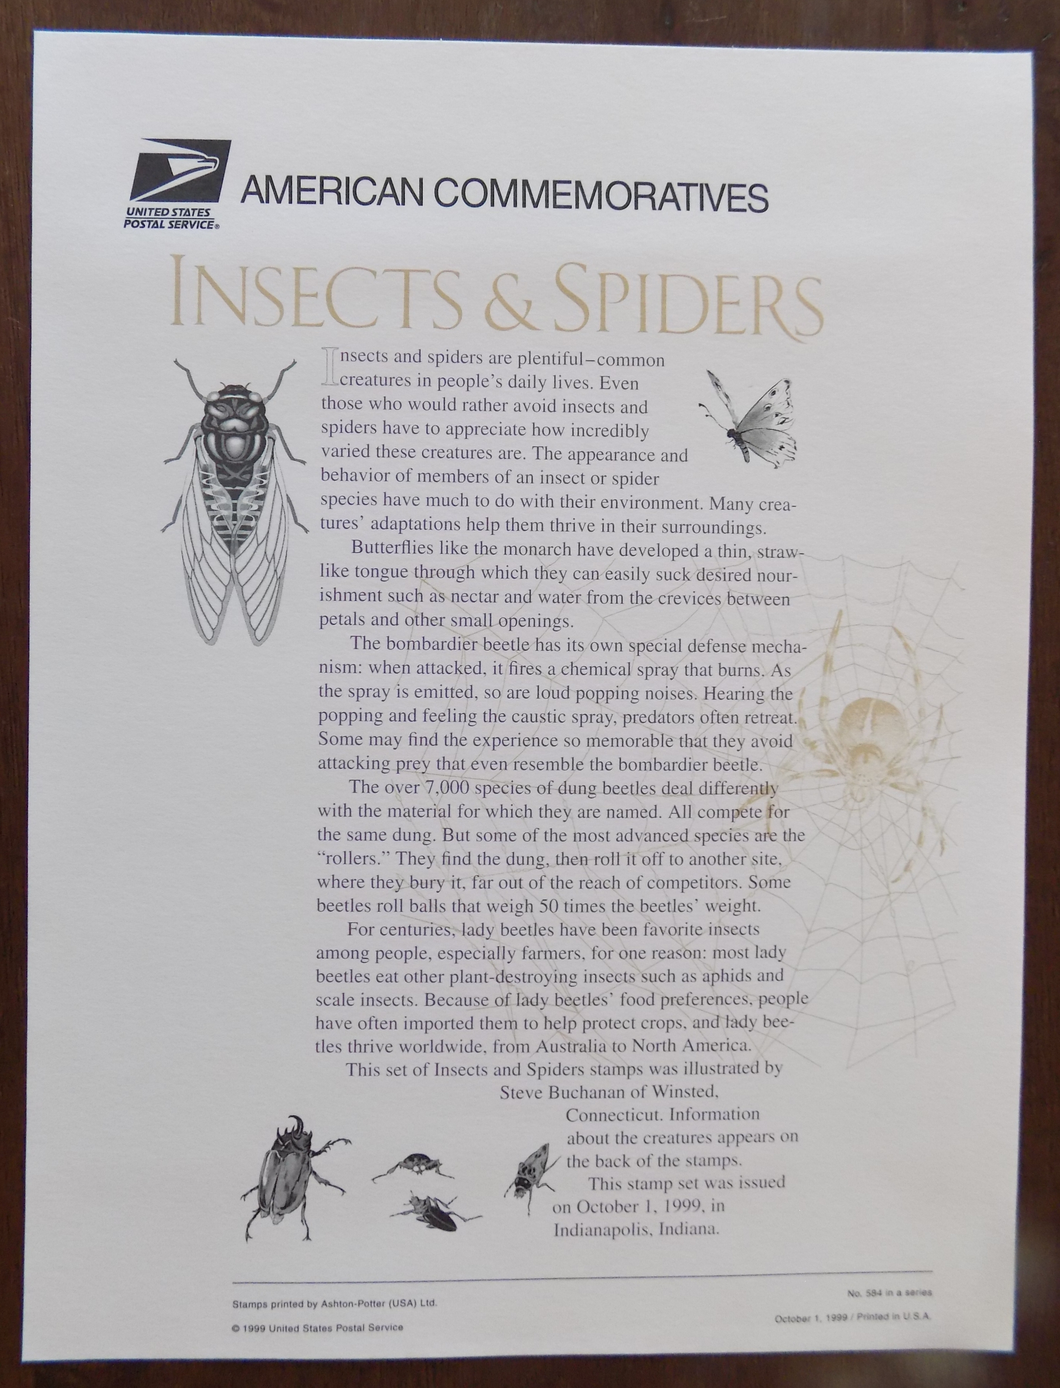 UNITED STATES
POSTAL SERVICE®
AMERICAN COMMEMORATIVES
INSECTS & SPIDERS
Insects and spiders are plentiful–common
creatures in people's daily lives. Even
those who would rather avoid insects and
spiders have to appreciate how incredibly
varied these creatures are. The appearance and
behavior of members of an insect or spider
species have much to do with their environment. Many crea-
tures' adaptations help them thrive in their surroundings.
Butterflies like the monarch have developed a thin, straw-
like tongue through which they can easily suck desired nour-
ishment such as nectar and water from the crevices between
petals and other small openings.
The bombardier beetle has its own special defense mecha-
nism: when attacked, it fires a chemical spray that burns. As
the spray is emitted, so are loud popping noises. Hearing the
popping and feeling the caustic spray, predators often retreat.
Some may find the experience so memorable that they avoid
attacking prey that even resemble the bombardier beetle.
The over 7,000 species of dung beetles deal differently
with the material for which they are named. All compete for
the same dung. But some of the most advanced species are the
“rollers.” They find the dung, then roll it off to another site,
where they bury it, far out of the reach of competitors. Some
beetles roll balls that weigh 50 times the beetles' weight.
For centuries, lady beetles have been favorite insects
among people, especially farmers, for one reason: most lady
beetles eat other plant-destroying insects such as aphids and
scale insects. Because of lady beetles' food preferences, people
have often imported them to help protect crops, and lady bee-
tles thrive worldwide, from Australia to North America.
This set of Insects and Spiders stamps was illustrated by
Steve Buchanan of Winsted,
Connecticut. Information
about the creatures appears on
the back of the stamps.
This stamp set was issued
on October 1, 1999, in
Indianapolis, Indiana.
Stamps printed by Ashton-Potter (USA) Ltd.
© 1999 United States Postal Service
No. 584 in a series
October 1, 1999 / Printed in U.S.A.